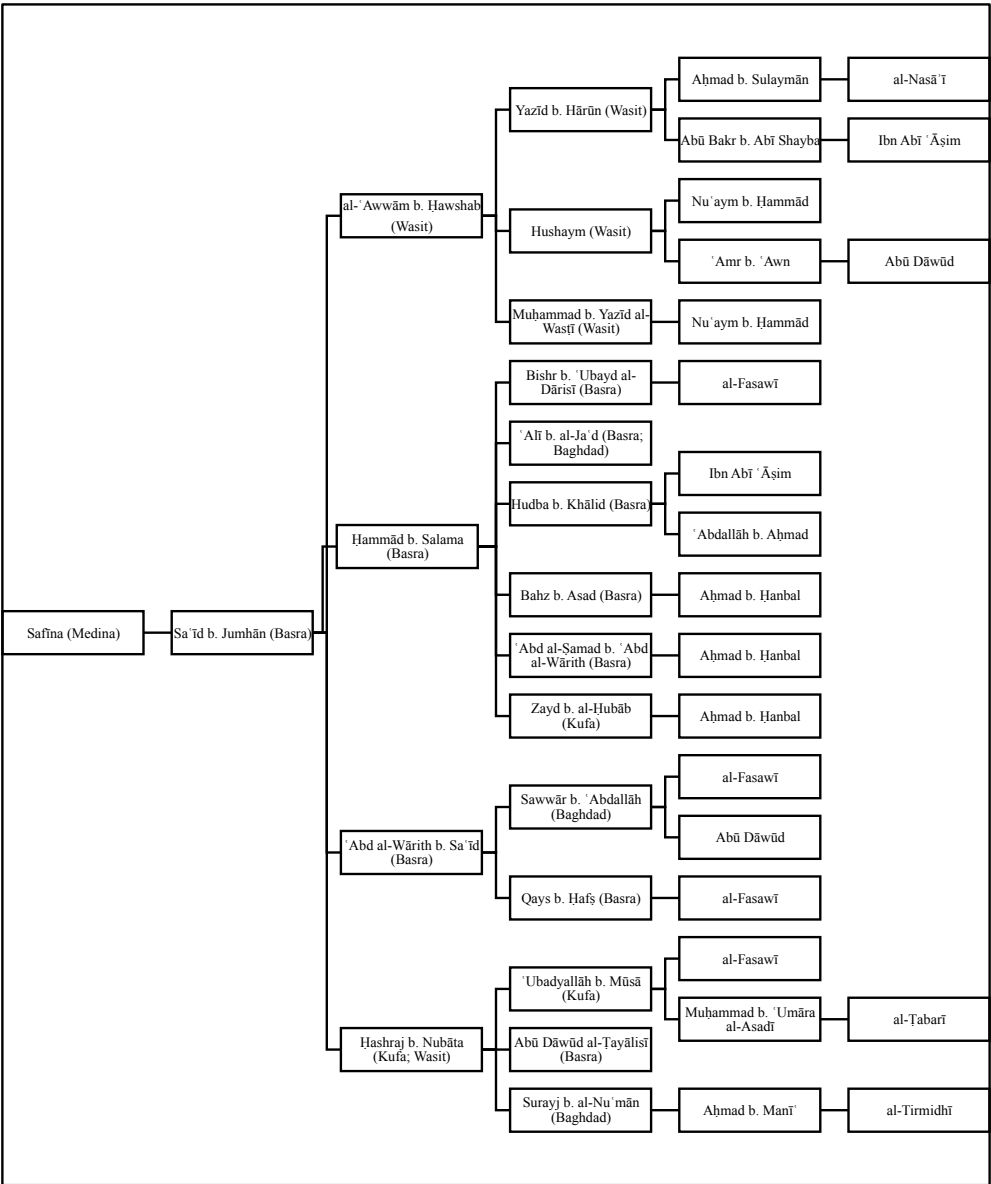 Aḥmad b. Sulaymān
al-Nasāʾī
Yazīd b. Hārūn (Wasit)
Abū Bakr b. Abī Shayba
Ibn Abī ʿĀṣim
al-ʿAwwām b. Ḥawshab
(Wasit)
Nuʿaym b. Ḥammād
Hushaym (Wasit)
ʿAmr b. ʿAwn
Abū Dāwūd
Muḥammad b. Yazīd al-
Wasṭī (Wasit)
Nuʿaym b. Ḥammād
Bishr b. ʿUbayd al-
Dārisī (Basra)
al-Fasawī
ʿAlī b. al-Jaʿd (Basra;
Baghdad)
Ibn Abī ʿĀṣim
Hudba b. Khālid (Basra)
ʿAbdallāh b. Aḥmad
Ḥammād b. Salama
(Basra)
Bahz b. Asad (Basra)
Aḥmad b. Ḥanbal
Safīna (Medina)
Saʿīd b. Jumhān (Basra)
ʿAbd al-Ṣamad b. ʿAbd
al-Wārith (Basra)
Aḥmad b. Ḥanbal
Zayd b. al-Ḥubāb
(Kufa)
Aḥmad b. Ḥanbal
al-Fasawī
Sawwār b. ʿAbdallāh
(Baghdad)
Abū Dāwūd
ʿAbd al-Wārith b. Saʿīd
(Basra)
Qays b. Ḥafṣ (Basra)
al-Fasawī
al-Fasawī
ʿUbadyallāh b. Mūsā
(Kufa)
Muḥammad b. ʿUmāra
al-Asadī
al-Ṭabarī
Ḥashraj b. Nubāta
(Kufa; Wasit)
Abū Dāwūd al-Ṭayālisī
(Basra)
Surayj b. al-Nuʿmān
(Baghdad)
Aḥmad b. Manīʿ
al-Tirmidhī